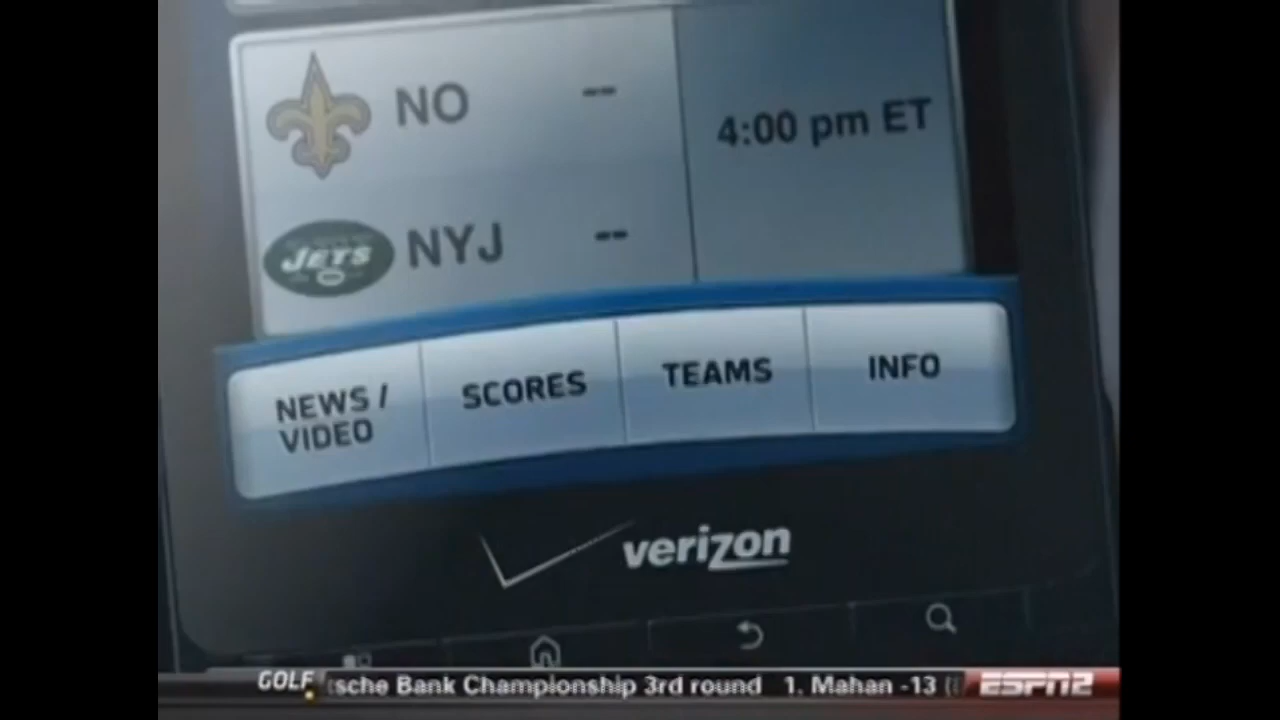 NO -- 4:00 pm ET
JETS NYJ --
NEWS / VIDEO SCORES TEAMS INFO
verizon
GOLF sche Bank Championship 3rd round 1. Mahan -13 ESPN2